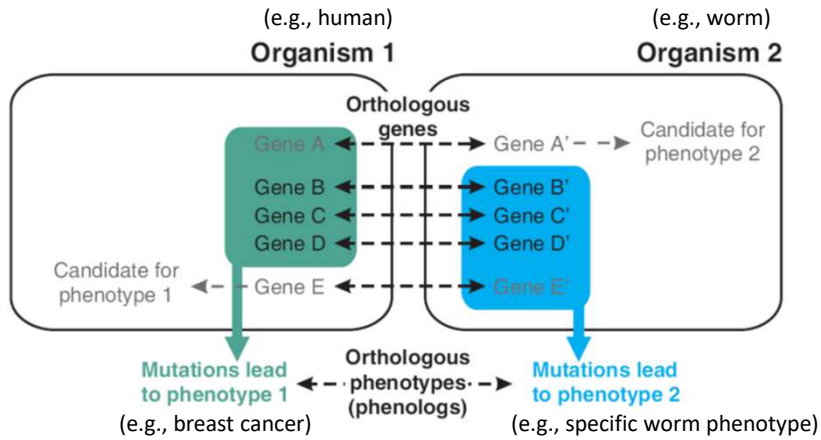 (e.g., human)
(e.g., worm)
Organism 1
Organism 2
Orthologous
genes
Gene A
Gene A’
Candidate for
phenotype 2
Gene B
Gene B’
Gene C
Gene C’
Gene D
Gene D’
Candidate for
phenotype 1
Gene E
Gene E’
Mutations lead
to phenotype 1
Orthologous
phenotypes
(phenologs)
Mutations lead
to phenotype 2
(e.g., breast cancer)
(e.g., specific worm phenotype)